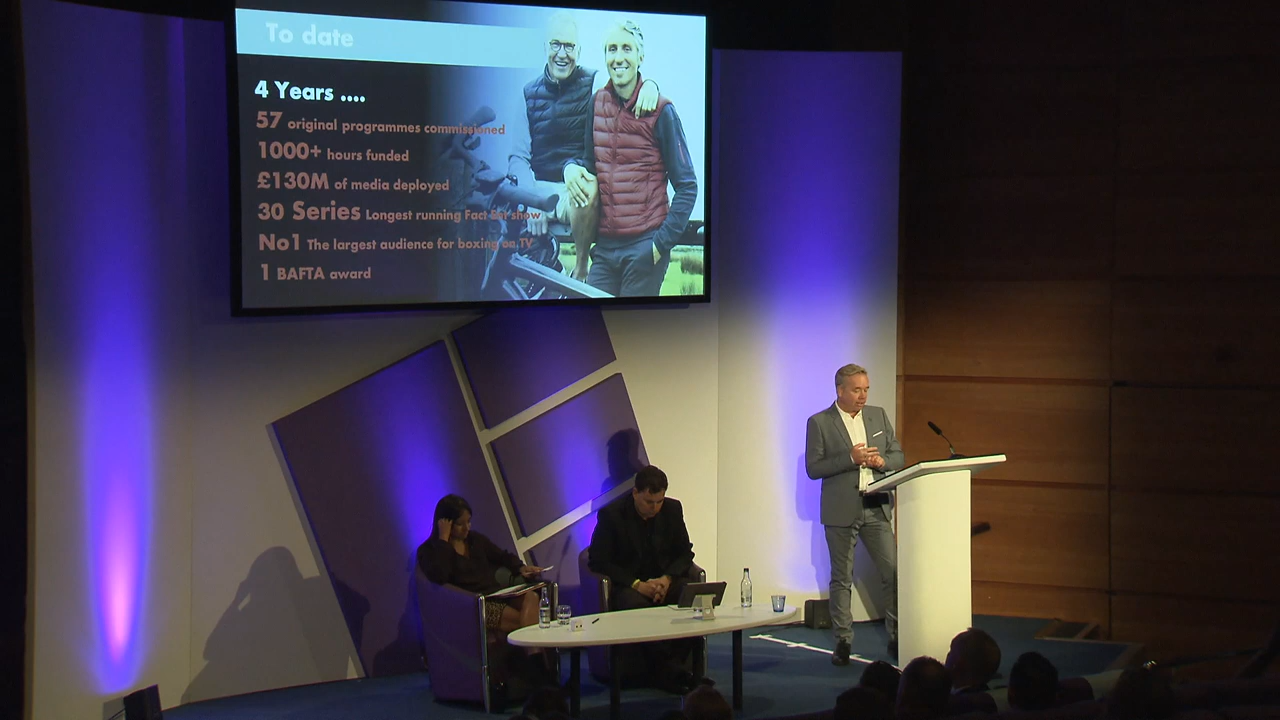 To date
4 Years ....
57 original programmes commissioned
1000+ hours funded
£130M of media deployed
30 Series Longest running Fact Ent show
No1 The largest audience for boxing on TV
1 BAFTA award